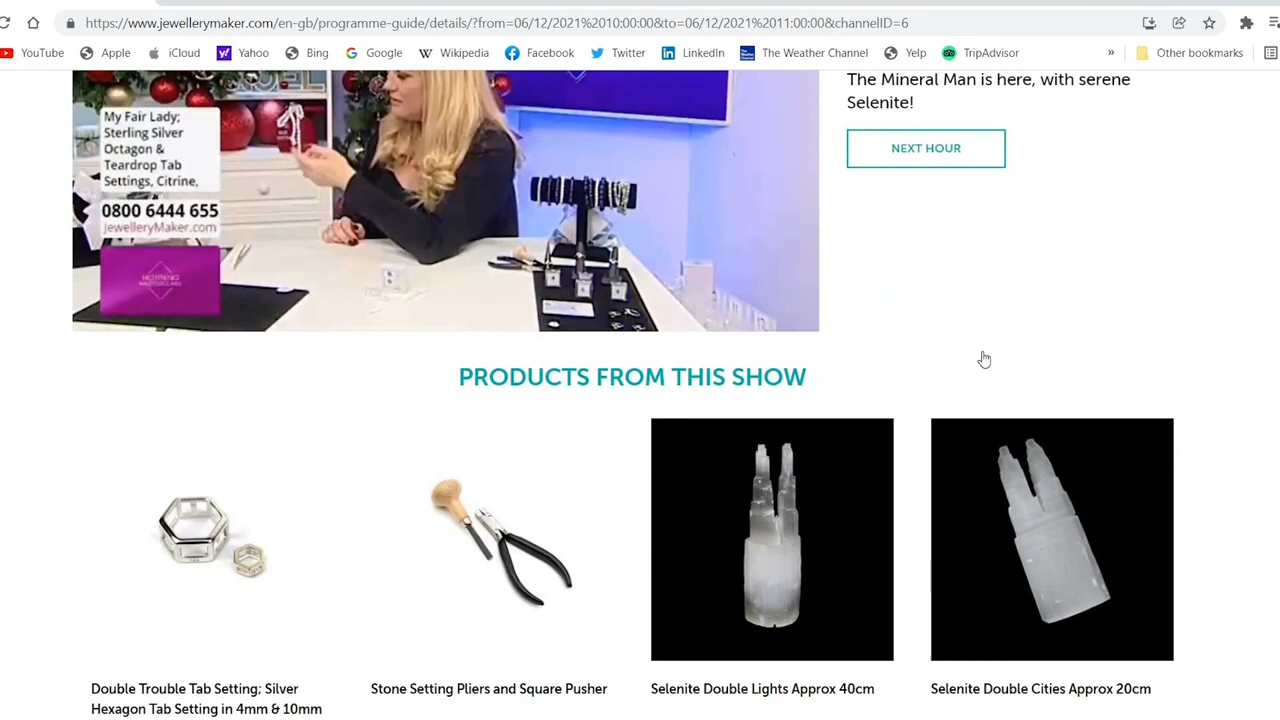 https://www.jewellerymaker.com/en-gb/programme-guide/details/?from=06/12/2021%2010:00:00&to=06/12/2021%2011:00:00&channelID=6
YouTube Apple iCloud Yahoo Bing Google Wikipedia Facebook Twitter LinkedIn The Weather Channel Yelp TripAdvisor » Other bookmarks
My Fair Lady;
Sterling Silver
Octagon &
Teardrop Tab
Settings, Citrine,
0800 6444 655
JewelleryMaker.com
MORNING
MASTERCLASS
The Mineral Man is here, with serene
Selenite!
NEXT HOUR
PRODUCTS FROM THIS SHOW
Double Trouble Tab Setting; Silver
Hexagon Tab Setting in 4mm & 10mm
Stone Setting Pliers and Square Pusher
Selenite Double Lights Approx 40cm
Selenite Double Cities Approx 20cm